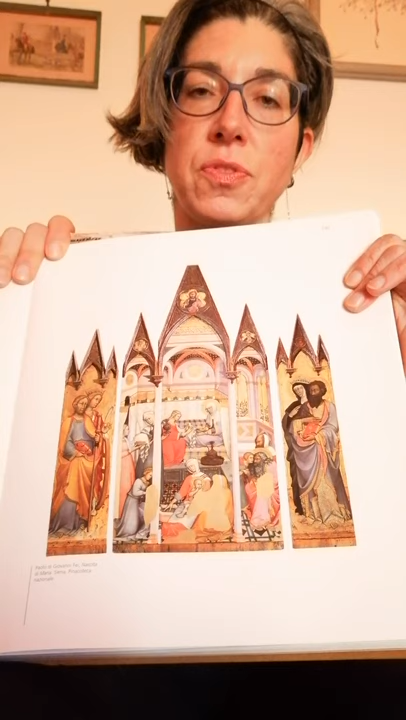 Paolo di Giovanni Fei, Nascita
di Maria. Siena, Pinacoteca
nazionale